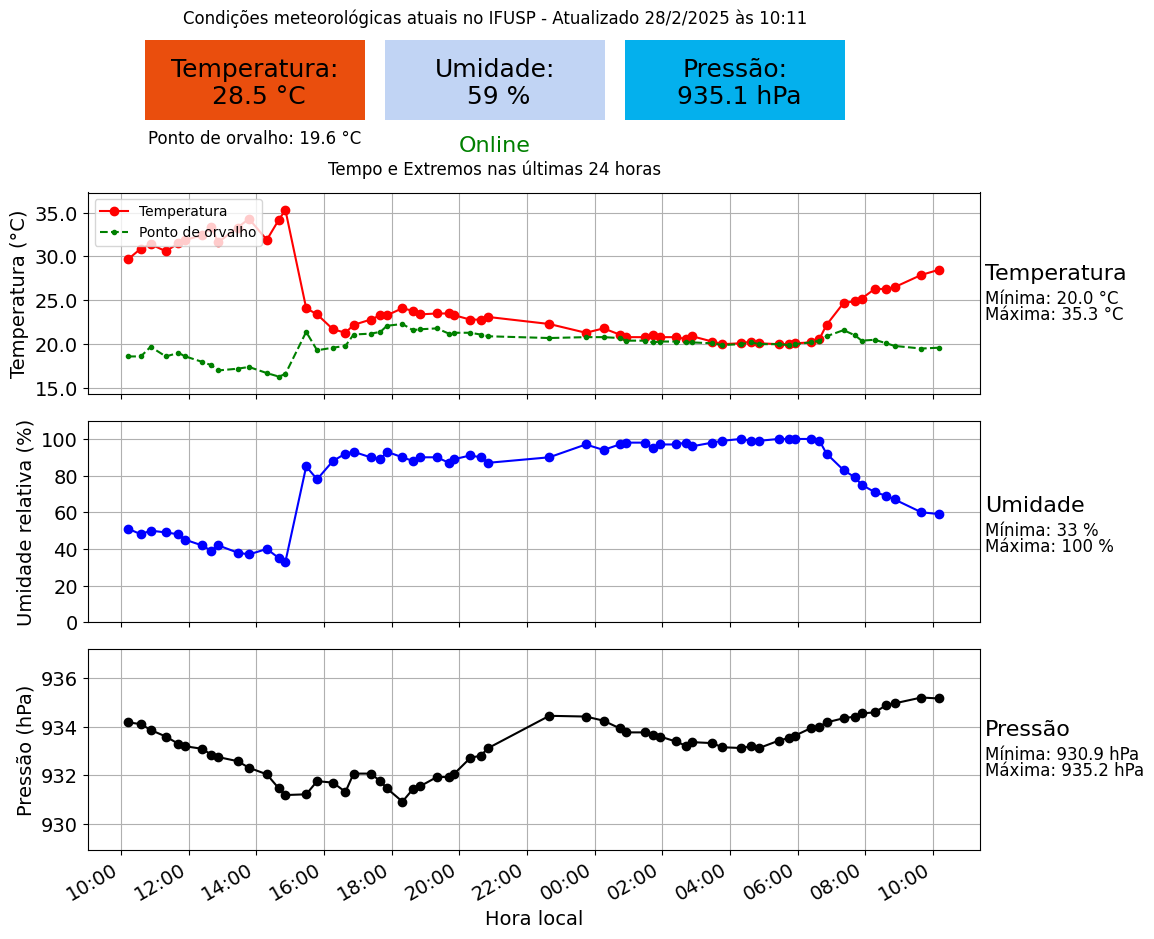 Condições meteorológicas atuais no IFUSP - Atualizado 28/2/2025 às 10:11
Temperatura:
28.5 °C
Umidade:
59 %
Pressão:
935.1 hPa
Ponto de orvalho: 19.6 °C
Online
Tempo e Extremos nas últimas 24 horas
Temperatura (°C)
35.0
30.0
25.0
20.0
15.0
Temperatura
Ponto de orvalho
Temperatura
Mínima: 20.0 °C
Máxima: 35.3 °C
Umidade relativa (%)
100
80
60
40
20
0
Umidade
Mínima: 33 %
Máxima: 100 %
Pressão (hPa)
936
934
932
930
Pressão
Mínima: 930.9 hPa
Máxima: 935.2 hPa
10:00 12:00 14:00 16:00 18:00 20:00 22:00 00:00 02:00 04:00 06:00 08:00 10:00
Hora local